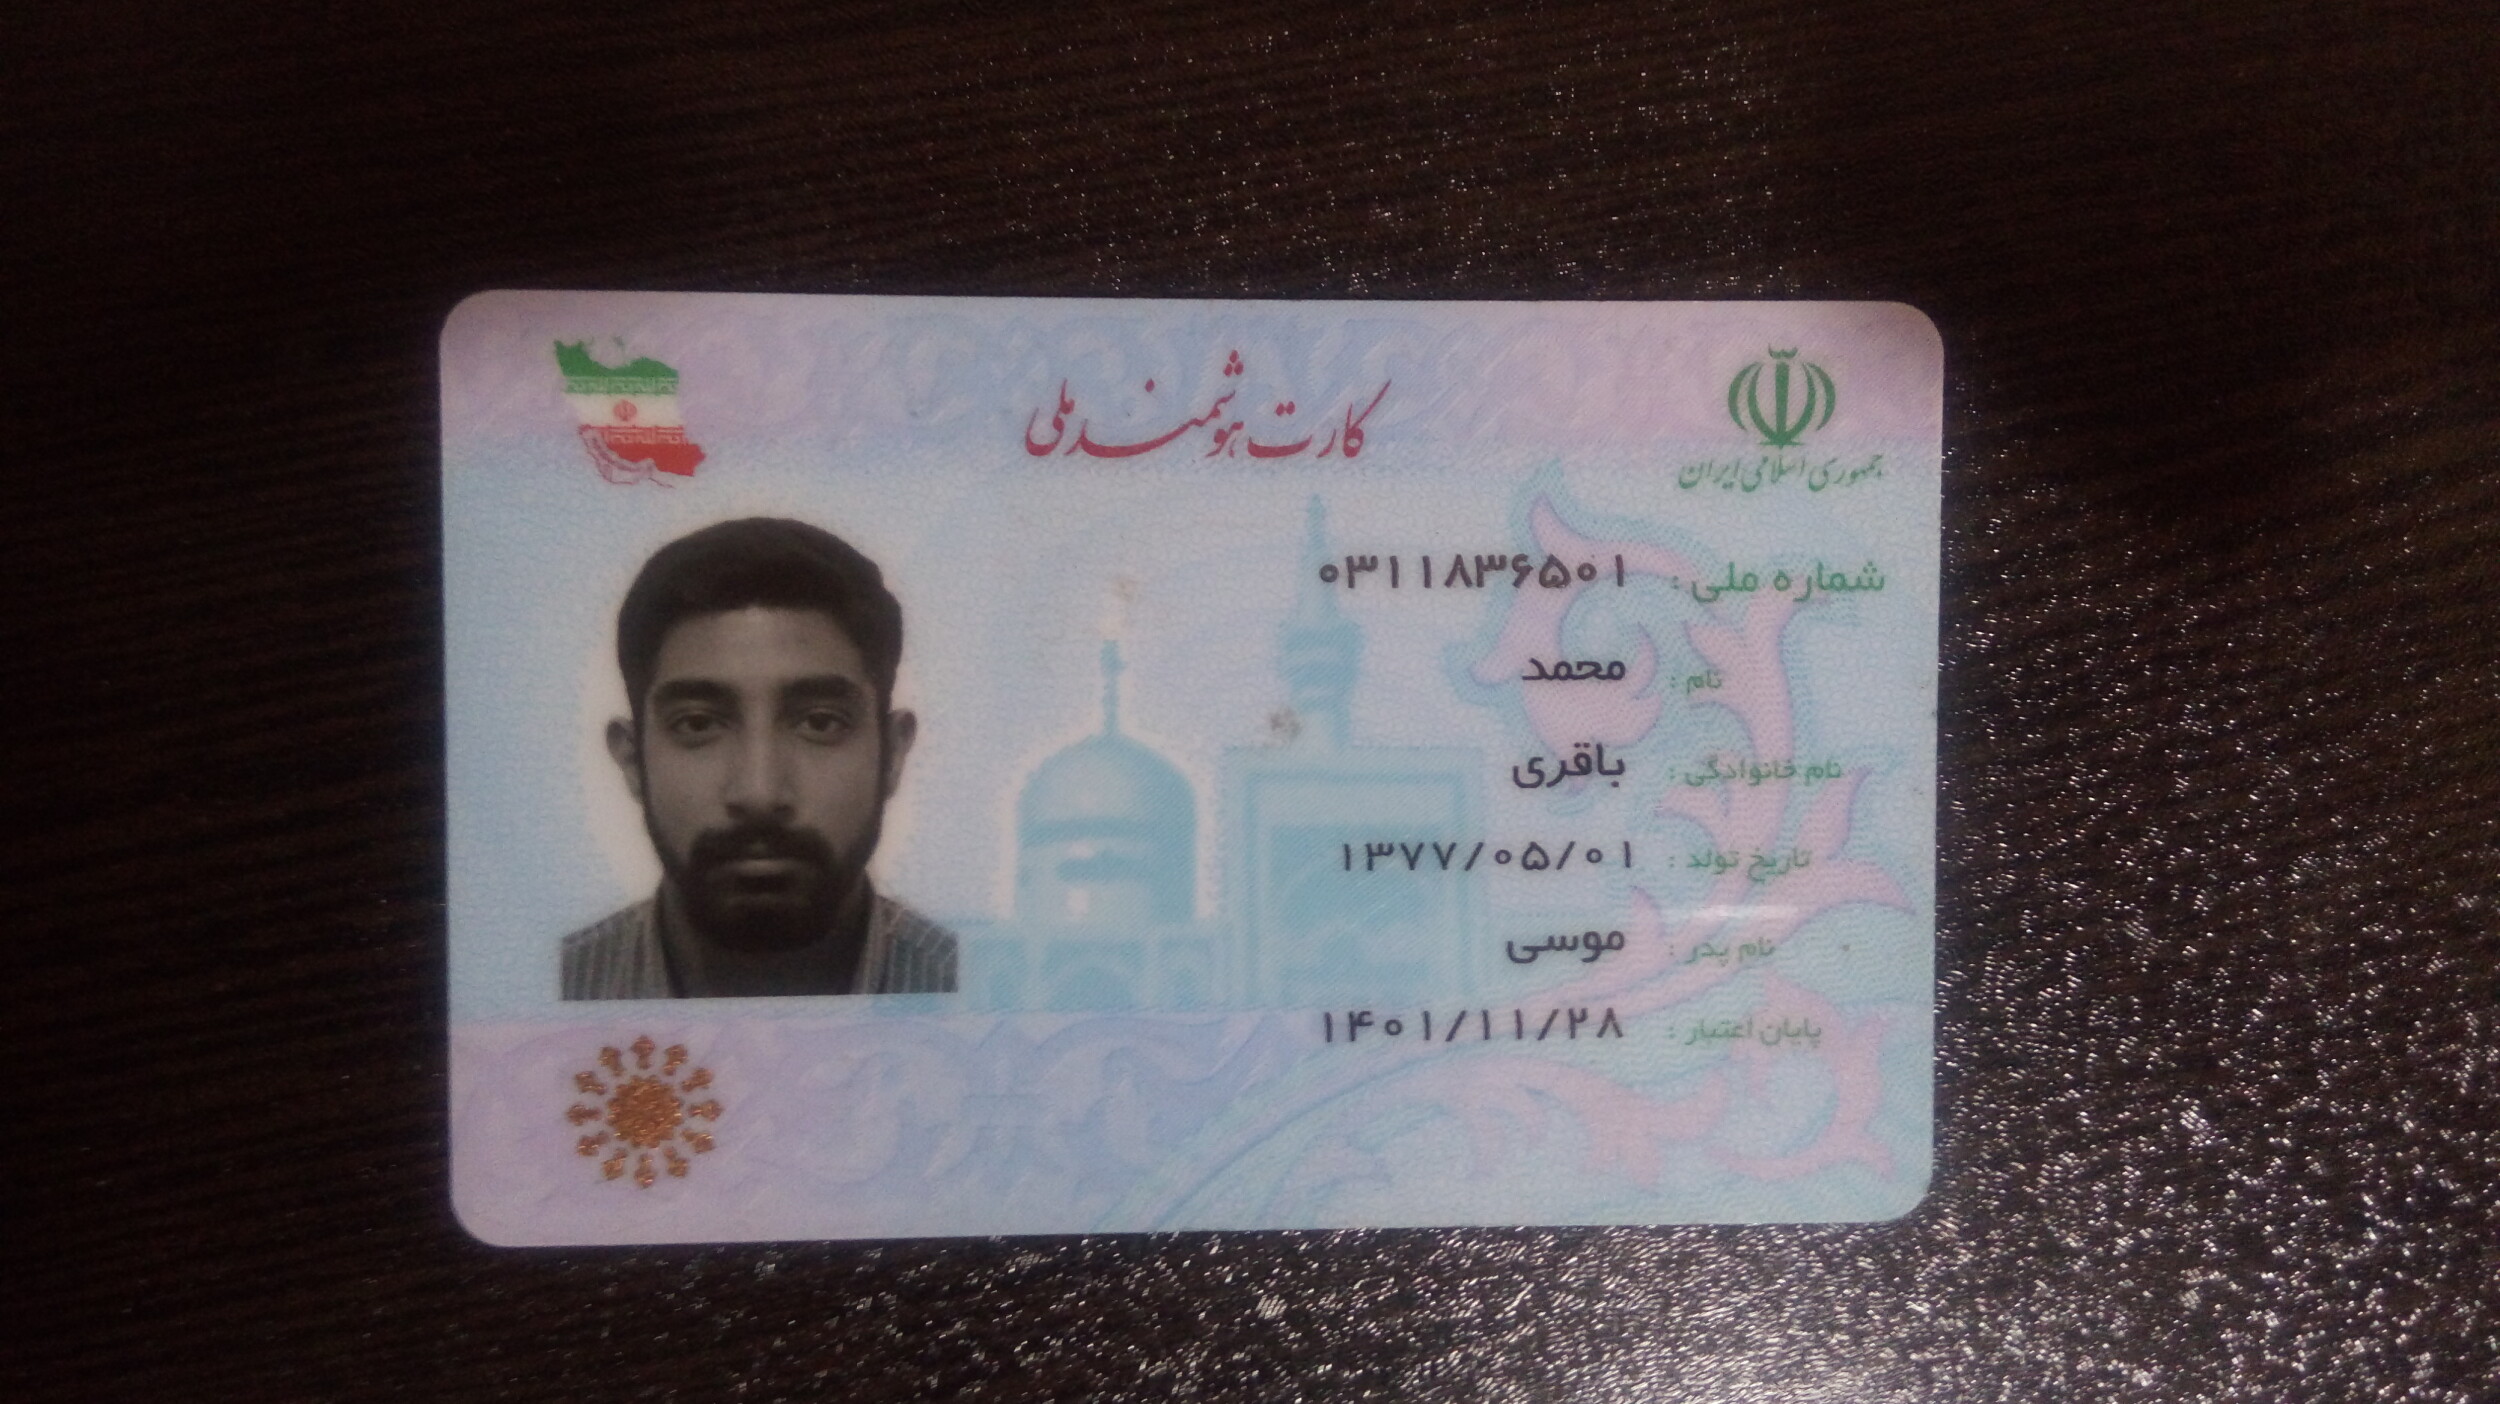 کارت هوشمند ملی
جمهوری اسلامی ایران
شماره ملی : ۰۳۱۱۸۳۶۵۰۱
نام : محمد
نام خانوادگی : باقری
تاریخ تولد : ۱۳۷۷/۰۵/۰۱
نام پدر : موسی
پایان اعتبار : ۱۴۰۱/۱۱/۲۸